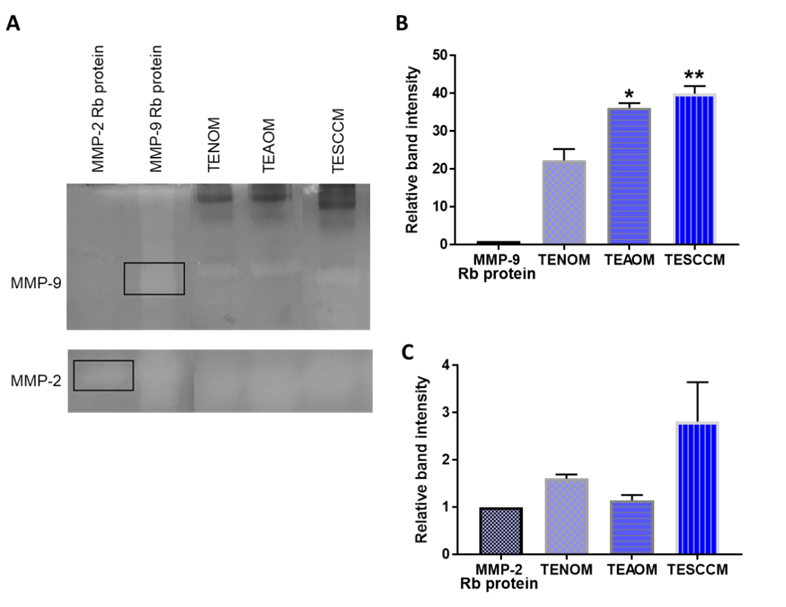 A
MMP-2 Rb protein
MMP-9 Rb protein
TENOM
TEAOM
TESCCM
MMP-9
MMP-2
B
Relative band intensity
50
40
30
20
10
0
*
**
MMP-9
Rb protein
TENOM
TEAOM
TESCCM
C
Relative band intensity
4
3
2
1
0
MMP-2
Rb protein
TENOM
TEAOM
TESCCM